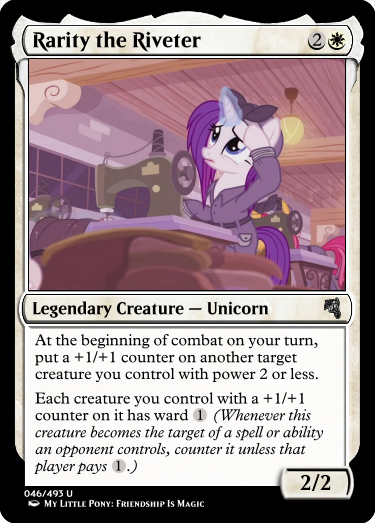 Rarity the Riveter 2
Legendary Creature — Unicorn
At the beginning of combat on your turn,
put a +1/+1 counter on another target
creature you control with power 2 or less.
Each creature you control with a +1/+1
counter on it has ward 1 (Whenever this
creature becomes the target of a spell or ability
an opponent controls, counter it unless that
player pays 1.)
2/2
046/493 U
My Little Pony: Friendship Is Magic